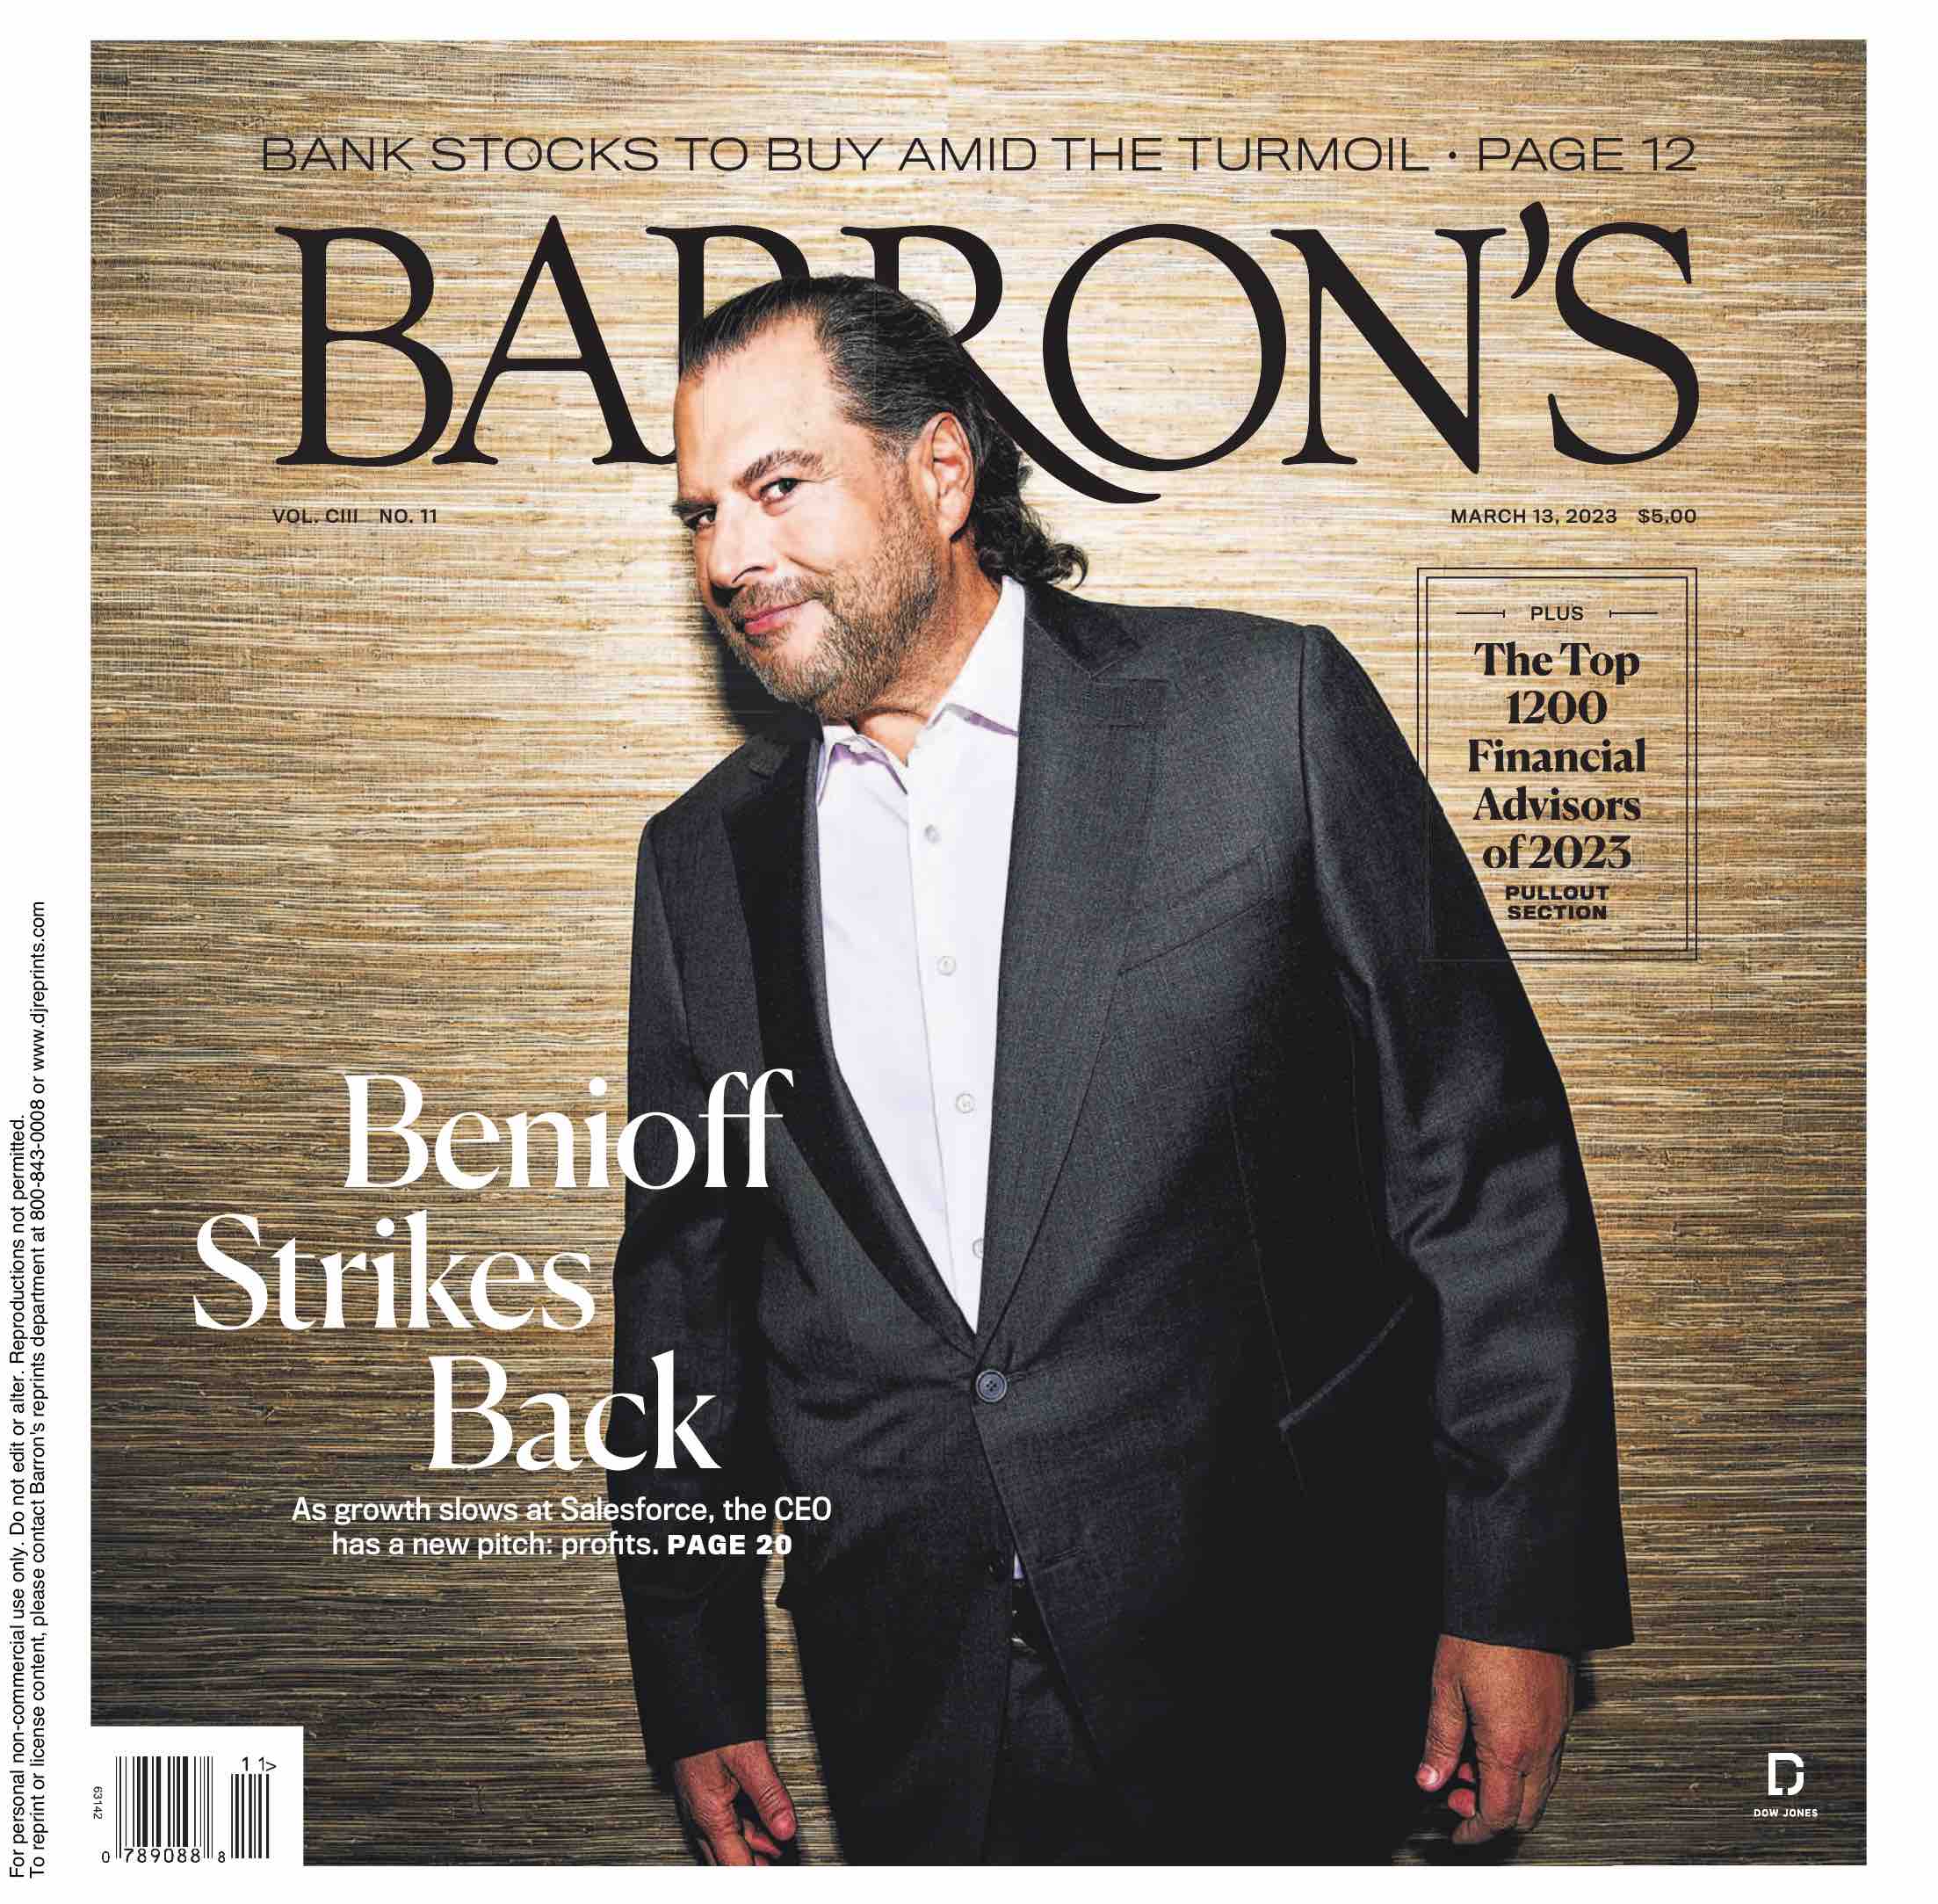 BANK STOCKS TO BUY AMID THE TURMOIL • PAGE 12
BARRON'S
VOL. CIII NO. 11
MARCH 13, 2023 $5.00
PLUS
The Top
1200
Financial
Advisors
of 2023
PULLOUT
SECTION
Benioff
Strikes
Back
As growth slows at Salesforce, the CEO
has a new pitch: profits. PAGE 20
63142
1 1>
0 789088 8
DOW JONES
For personal non-commercial use only. Do not edit or alter. Reproductions not permitted.
To reprint or license content, please contact Barron's reprints department at 800-843-0008 or www.djreprints.com